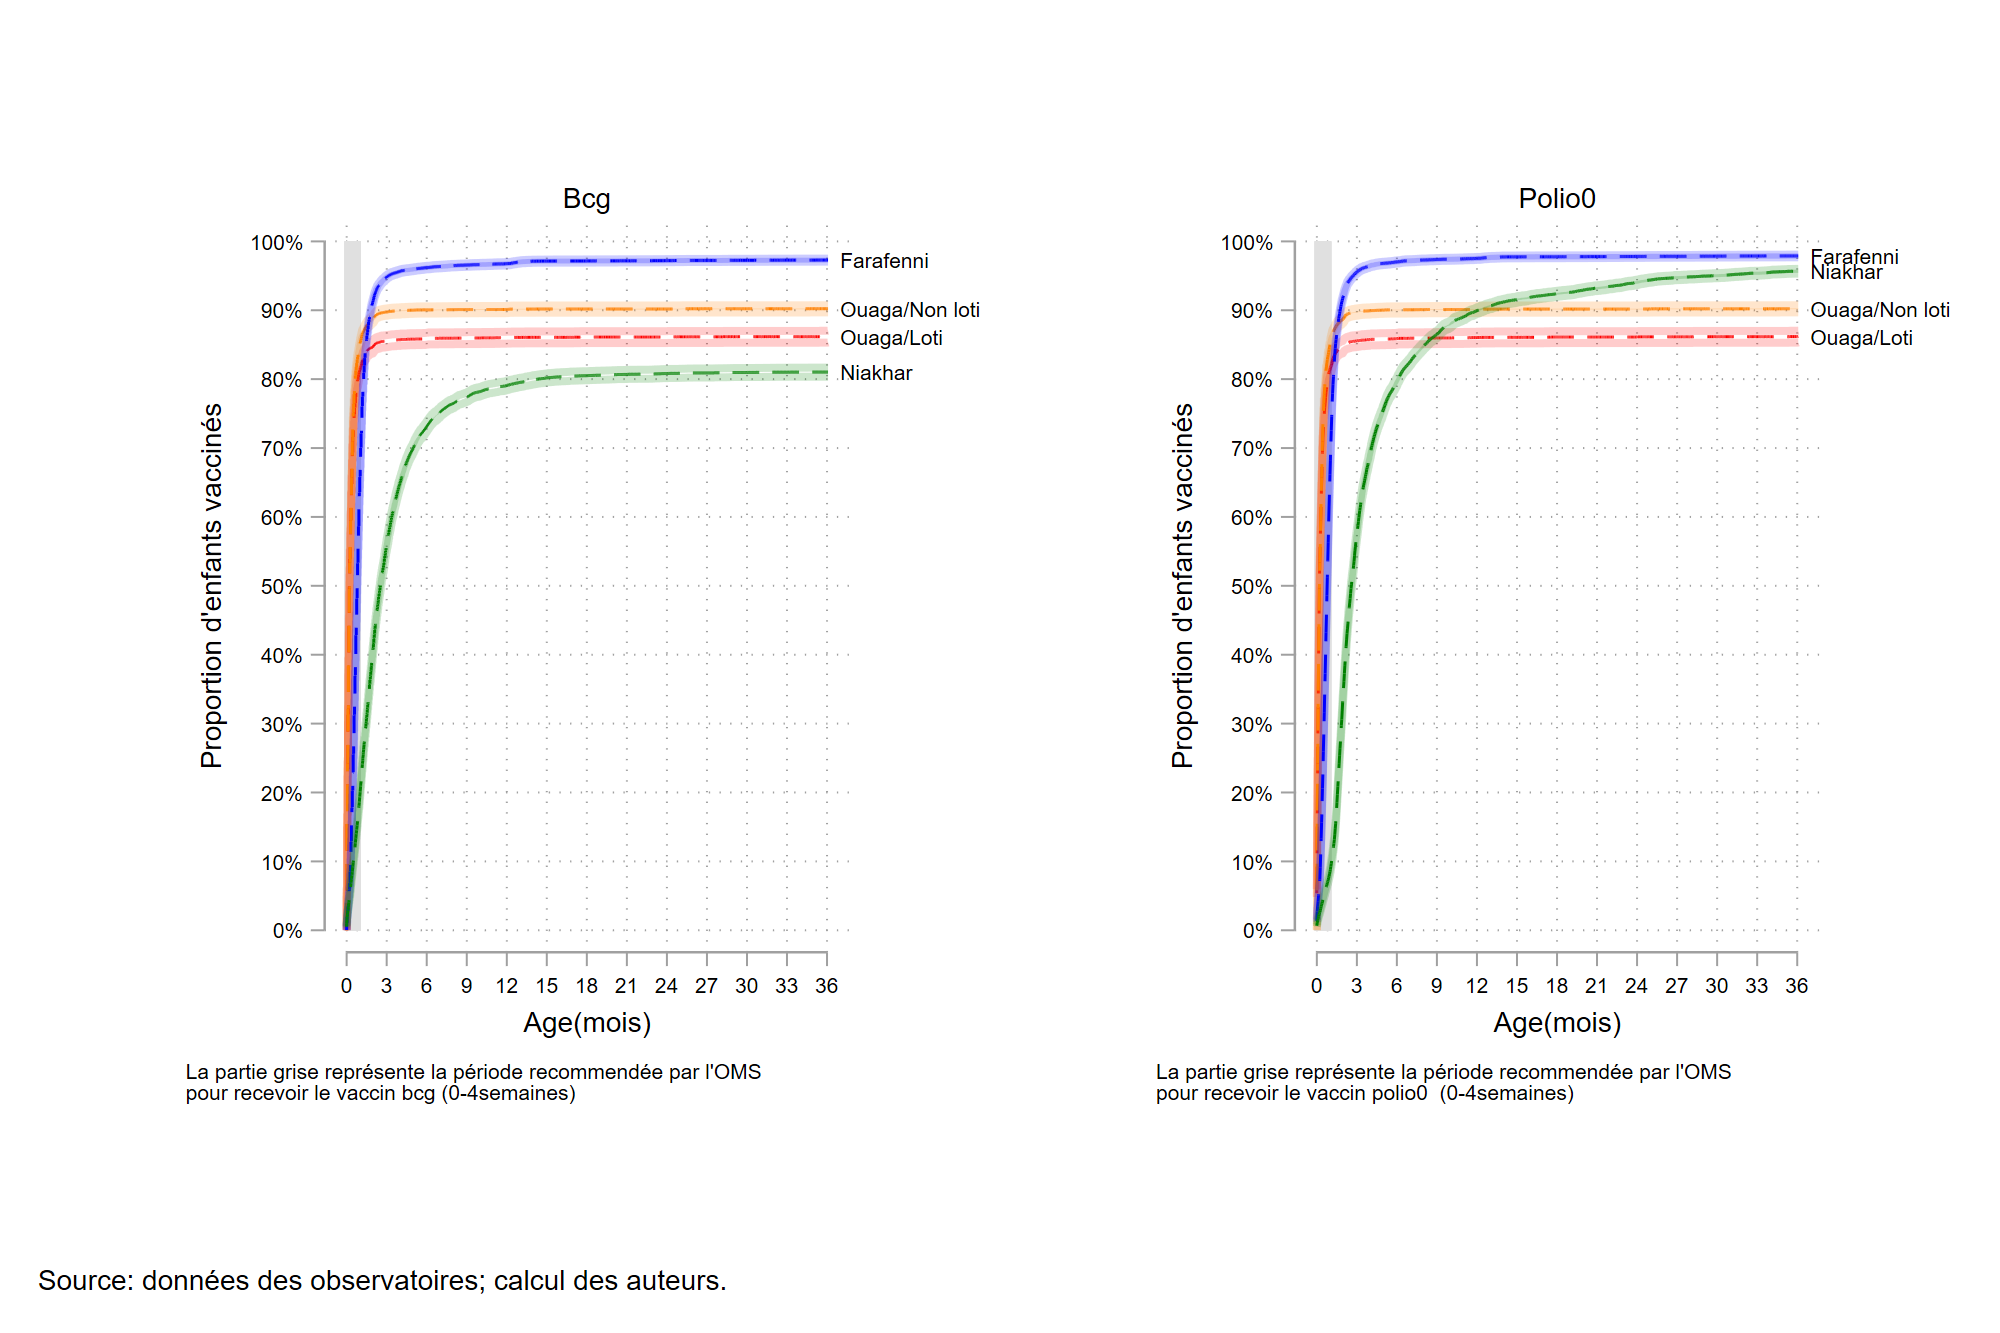 Bcg
100%
90%
80%
70%
60%
50%
40%
30%
20%
10%
0%
Proportion d'enfants vaccinés
Farafenni
Ouaga/Non loti
Ouaga/Loti
Niakhar
0 3 6 9 12 15 18 21 24 27 30 33 36
Age(mois)
La partie grise représente la période recommendée par l'OMS
pour recevoir le vaccin bcg (0-4semaines)
Polio0
100%
90%
80%
70%
60%
50%
40%
30%
20%
10%
0%
Proportion d'enfants vaccinés
Farafenni
Niakhar
Ouaga/Non loti
Ouaga/Loti
0 3 6 9 12 15 18 21 24 27 30 33 36
Age(mois)
La partie grise représente la période recommendée par l'OMS
pour recevoir le vaccin polio0  (0-4semaines)
Source: données des observatoires; calcul des auteurs.